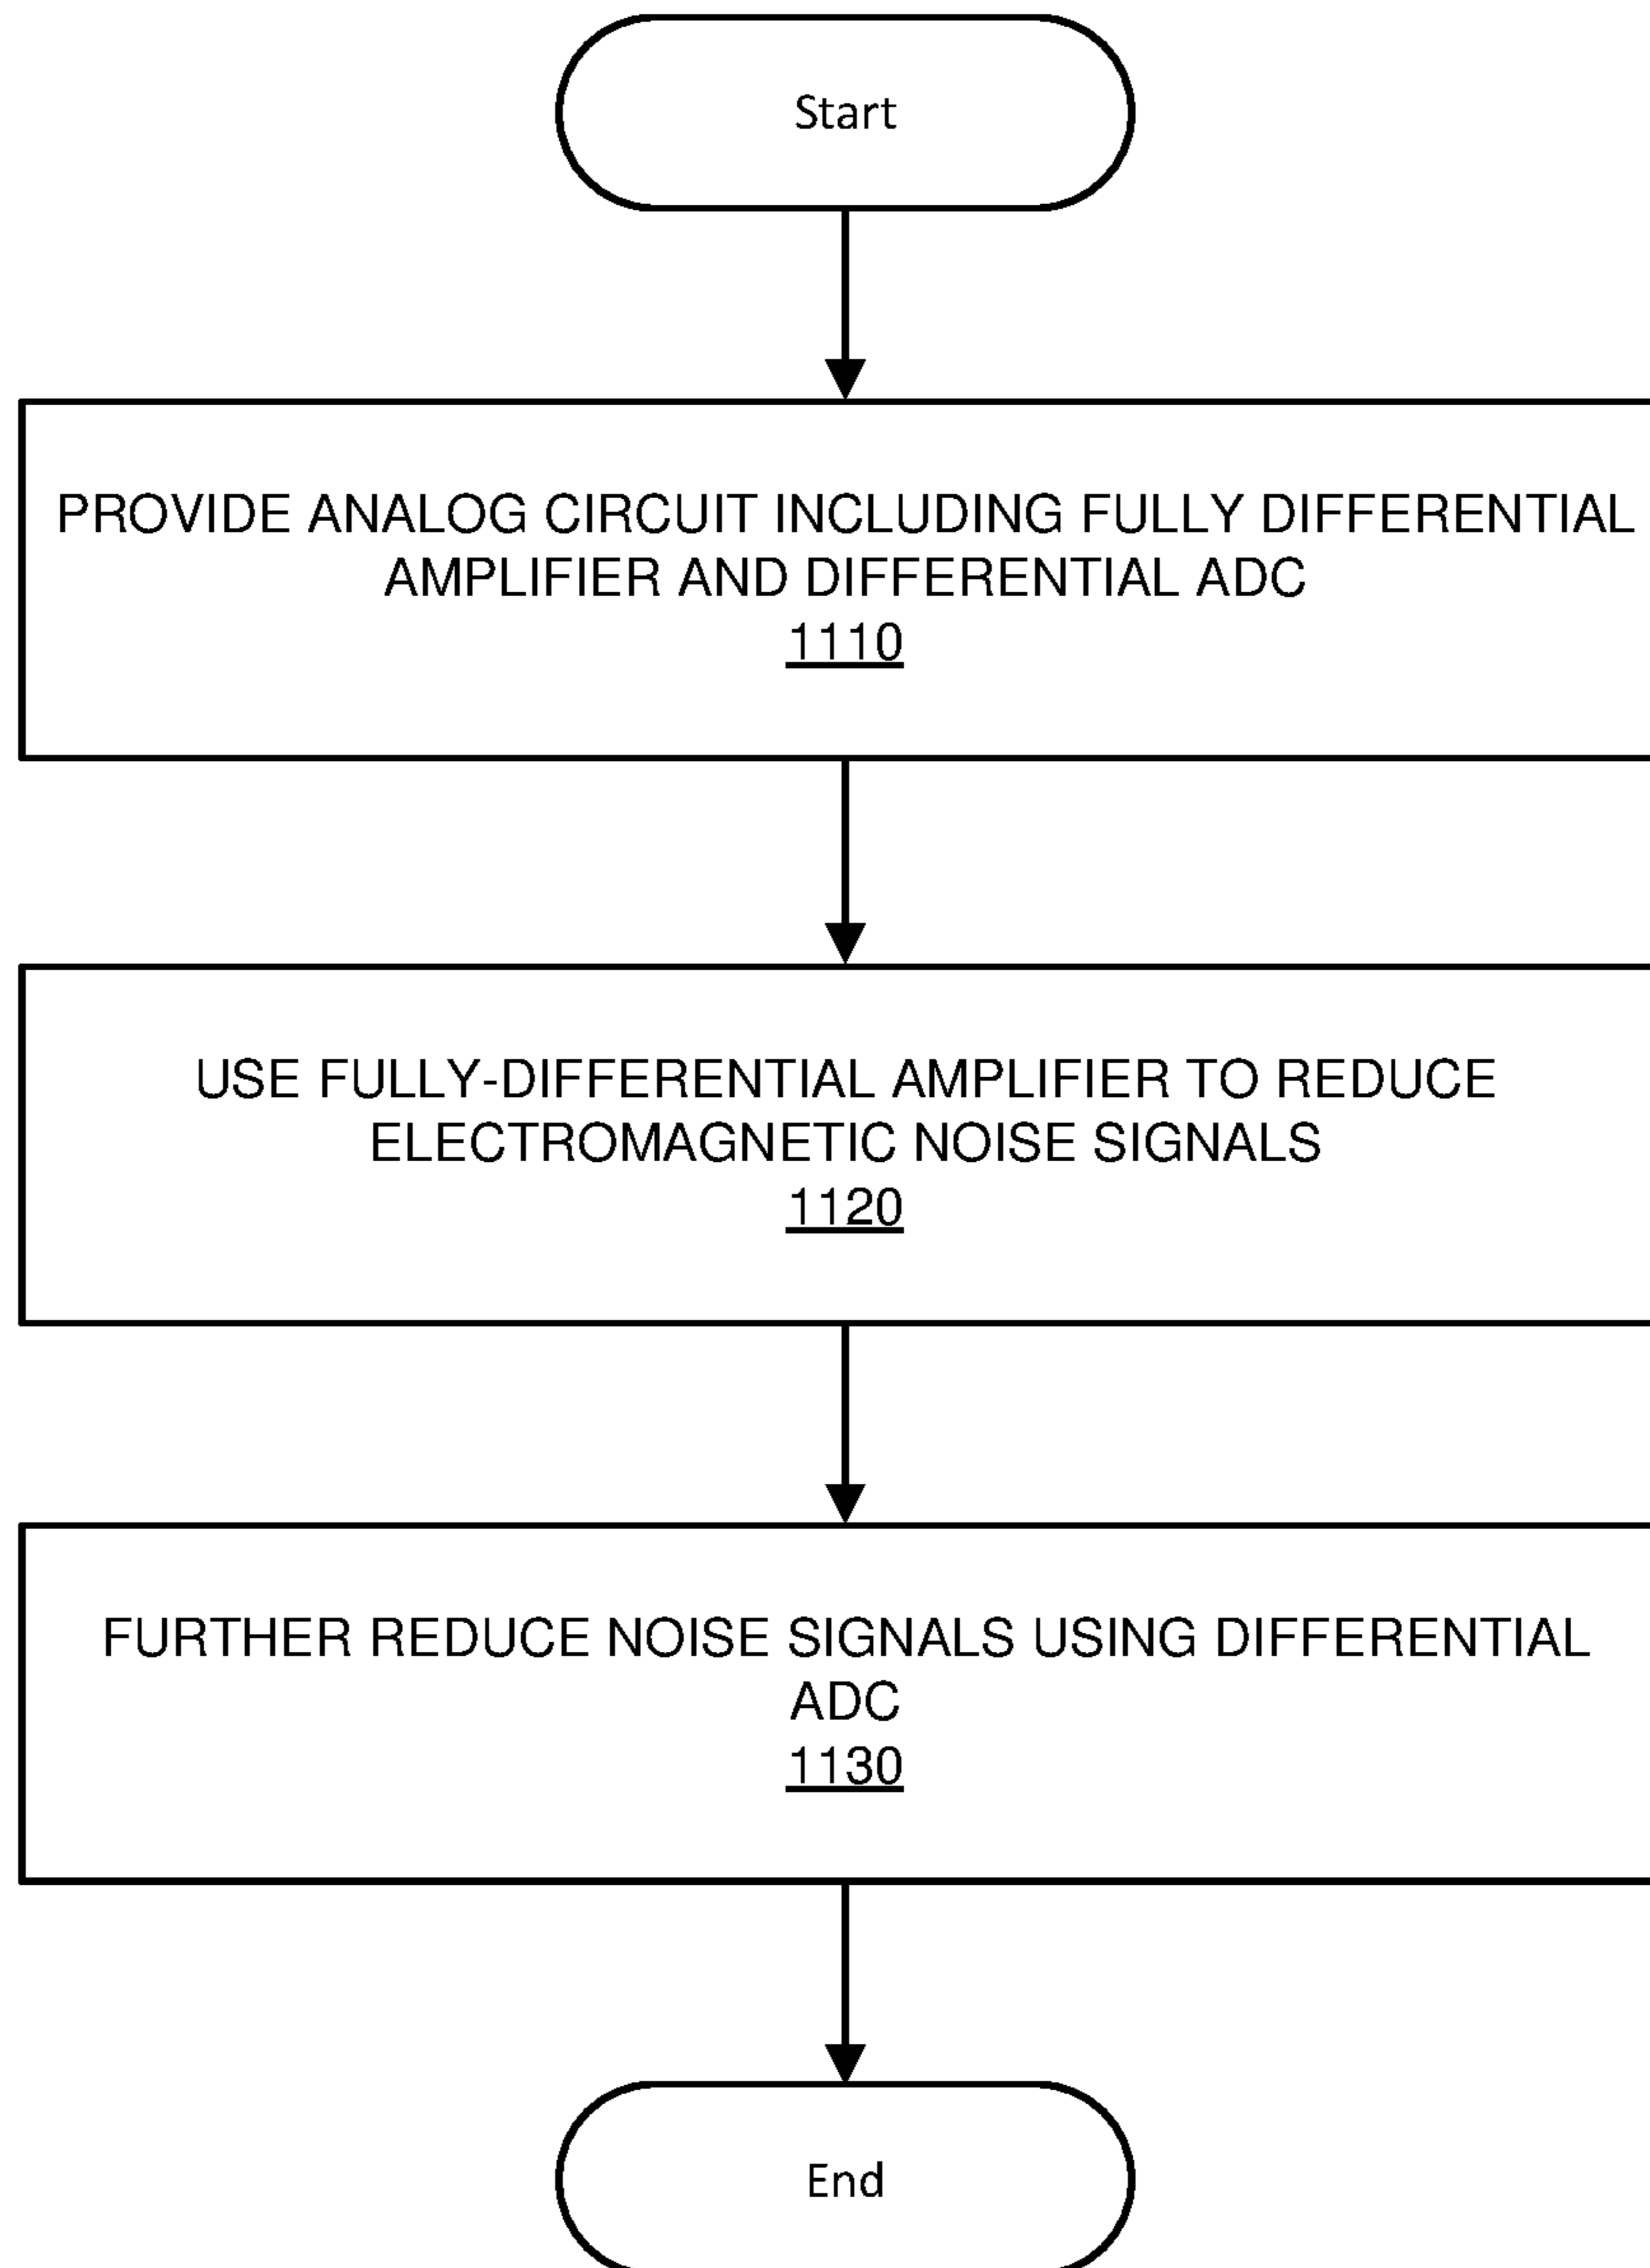 Start
PROVIDE ANALOG CIRCUIT INCLUDING FULLY DIFFERENTIAL
AMPLIFIER AND DIFFERENTIAL ADC
1110
USE FULLY-DIFFERENTIAL AMPLIFIER TO REDUCE
ELECTROMAGNETIC NOISE SIGNALS
1120
FURTHER REDUCE NOISE SIGNALS USING DIFFERENTIAL
ADC
1130
End